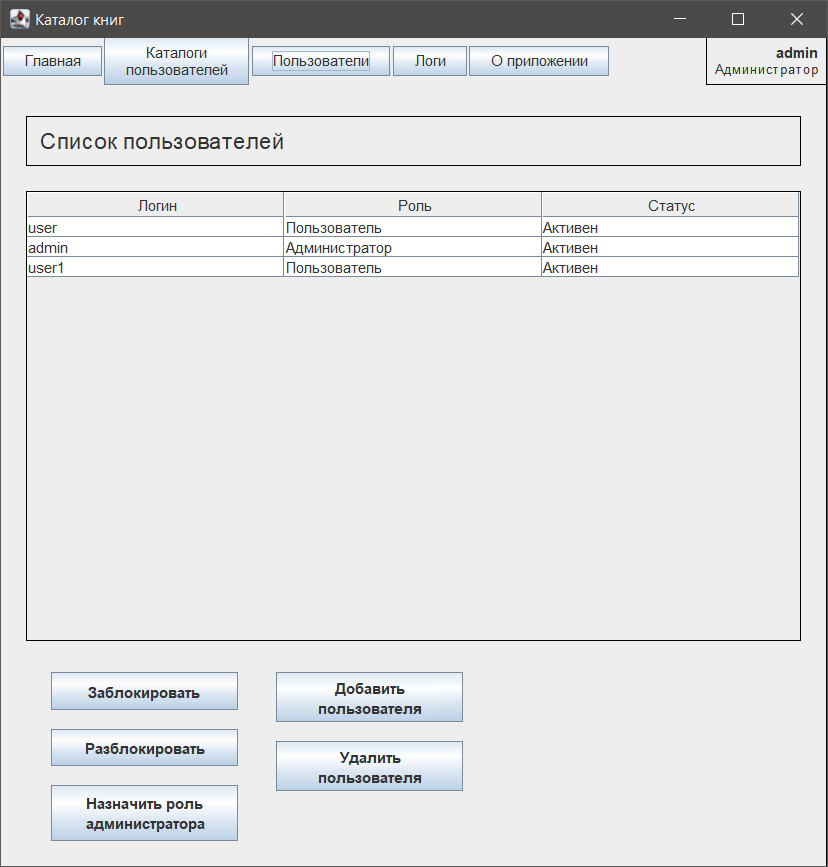 Каталог книг
Главная
Каталоги
пользователей
Пользователи
Логи
О приложении
admin
Администратор
Список пользователей
Логин Роль Статус
user Пользователь Активен
admin Администратор Активен
user1 Пользователь Активен
Заблокировать
Добавить
пользователя
Разблокировать
Удалить
пользователя
Назначить роль
администратора